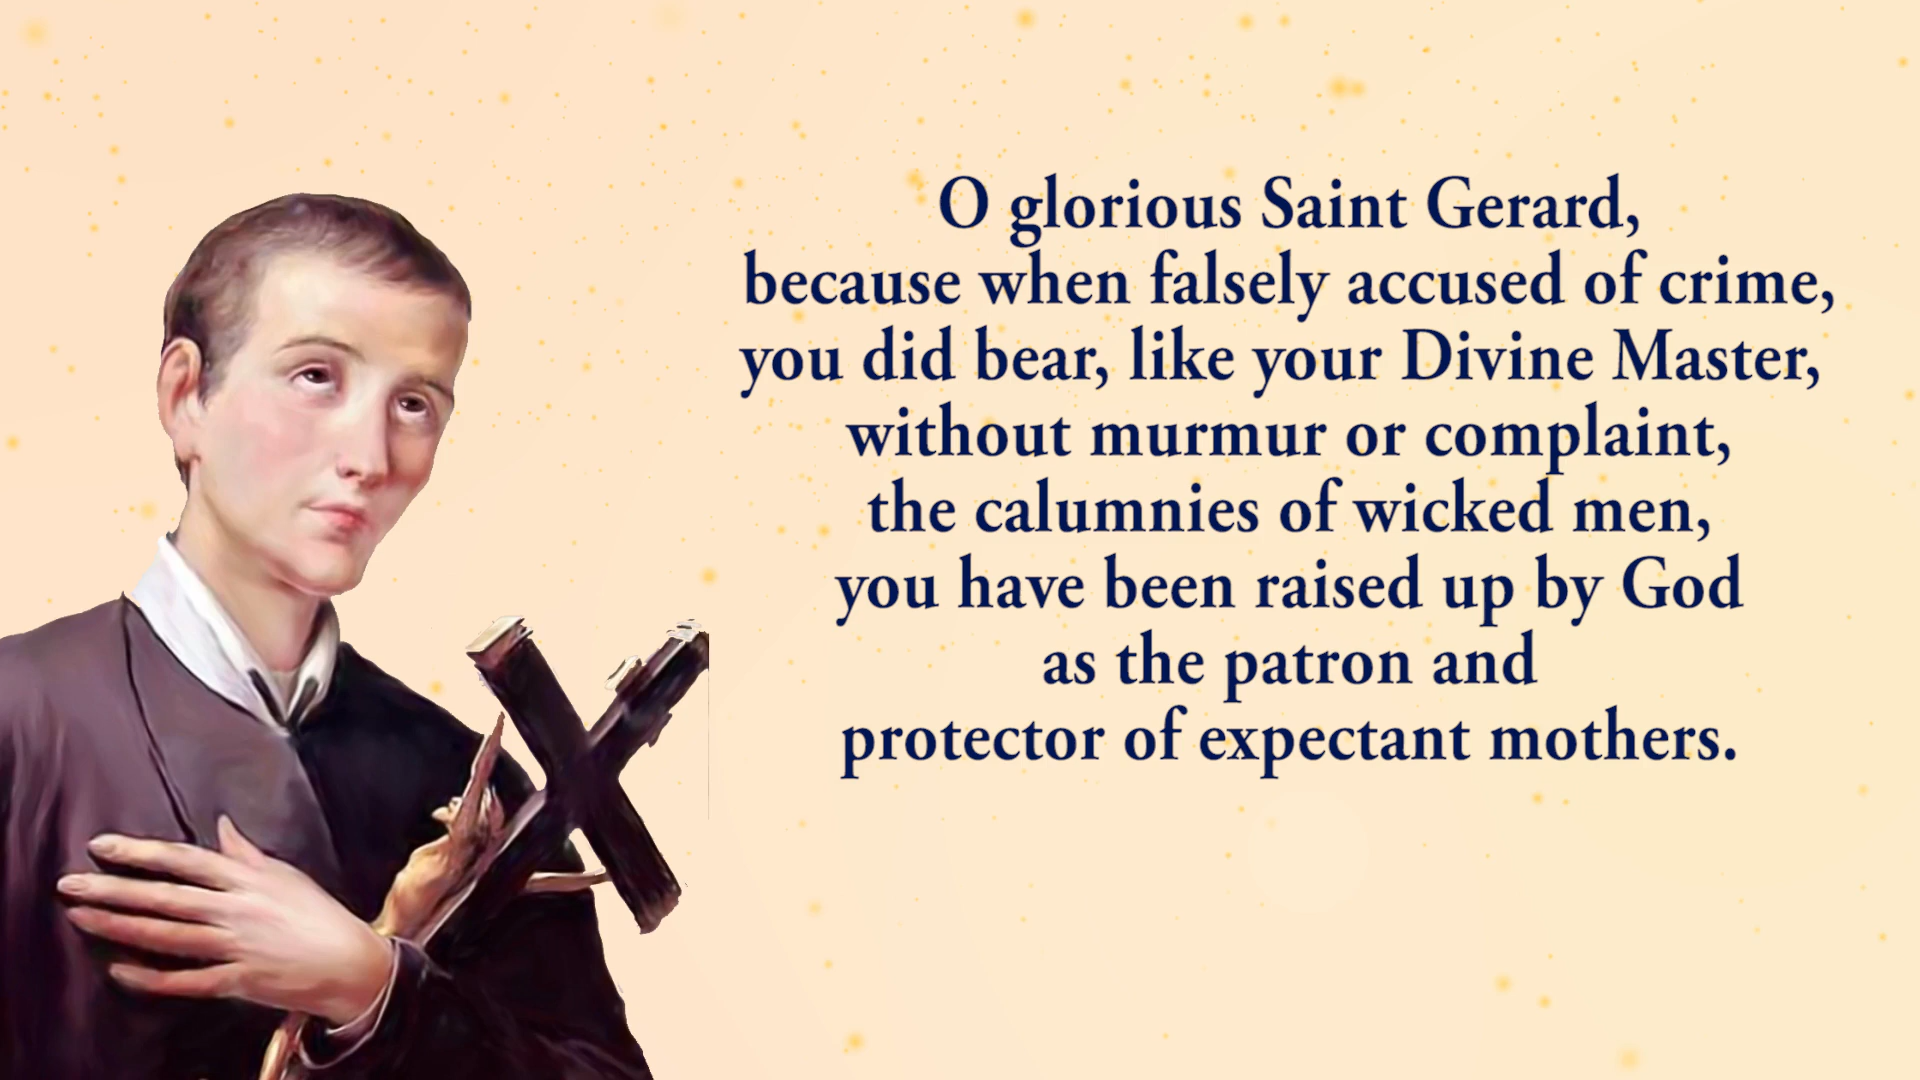 O glorious Saint Gerard,
because when falsely accused of crime,
you did bear, like your Divine Master,
without murmur or complaint,
the calumnies of wicked men,
you have been raised up by God
as the patron and
protector of expectant mothers.